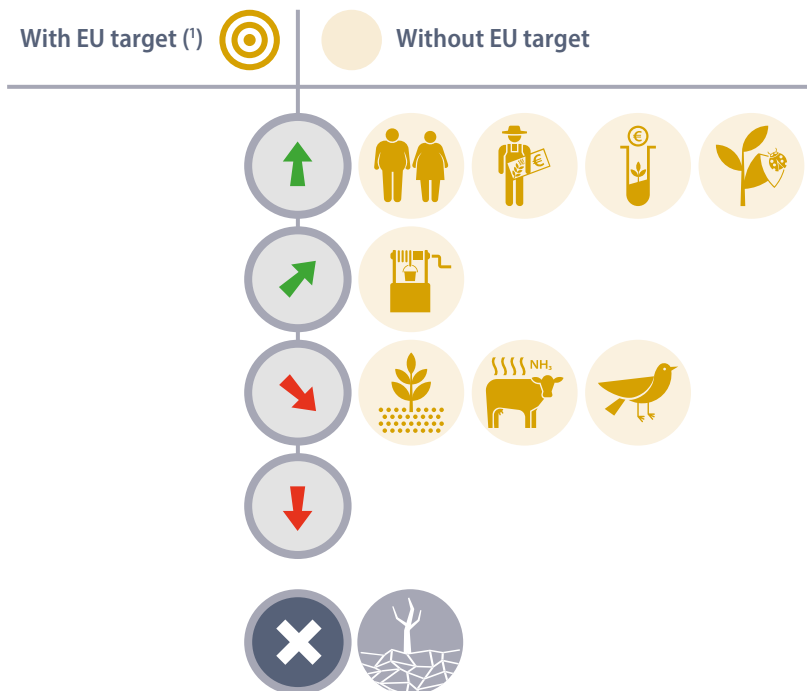 With EU target (¹)
Without EU target
€
€
NH₃